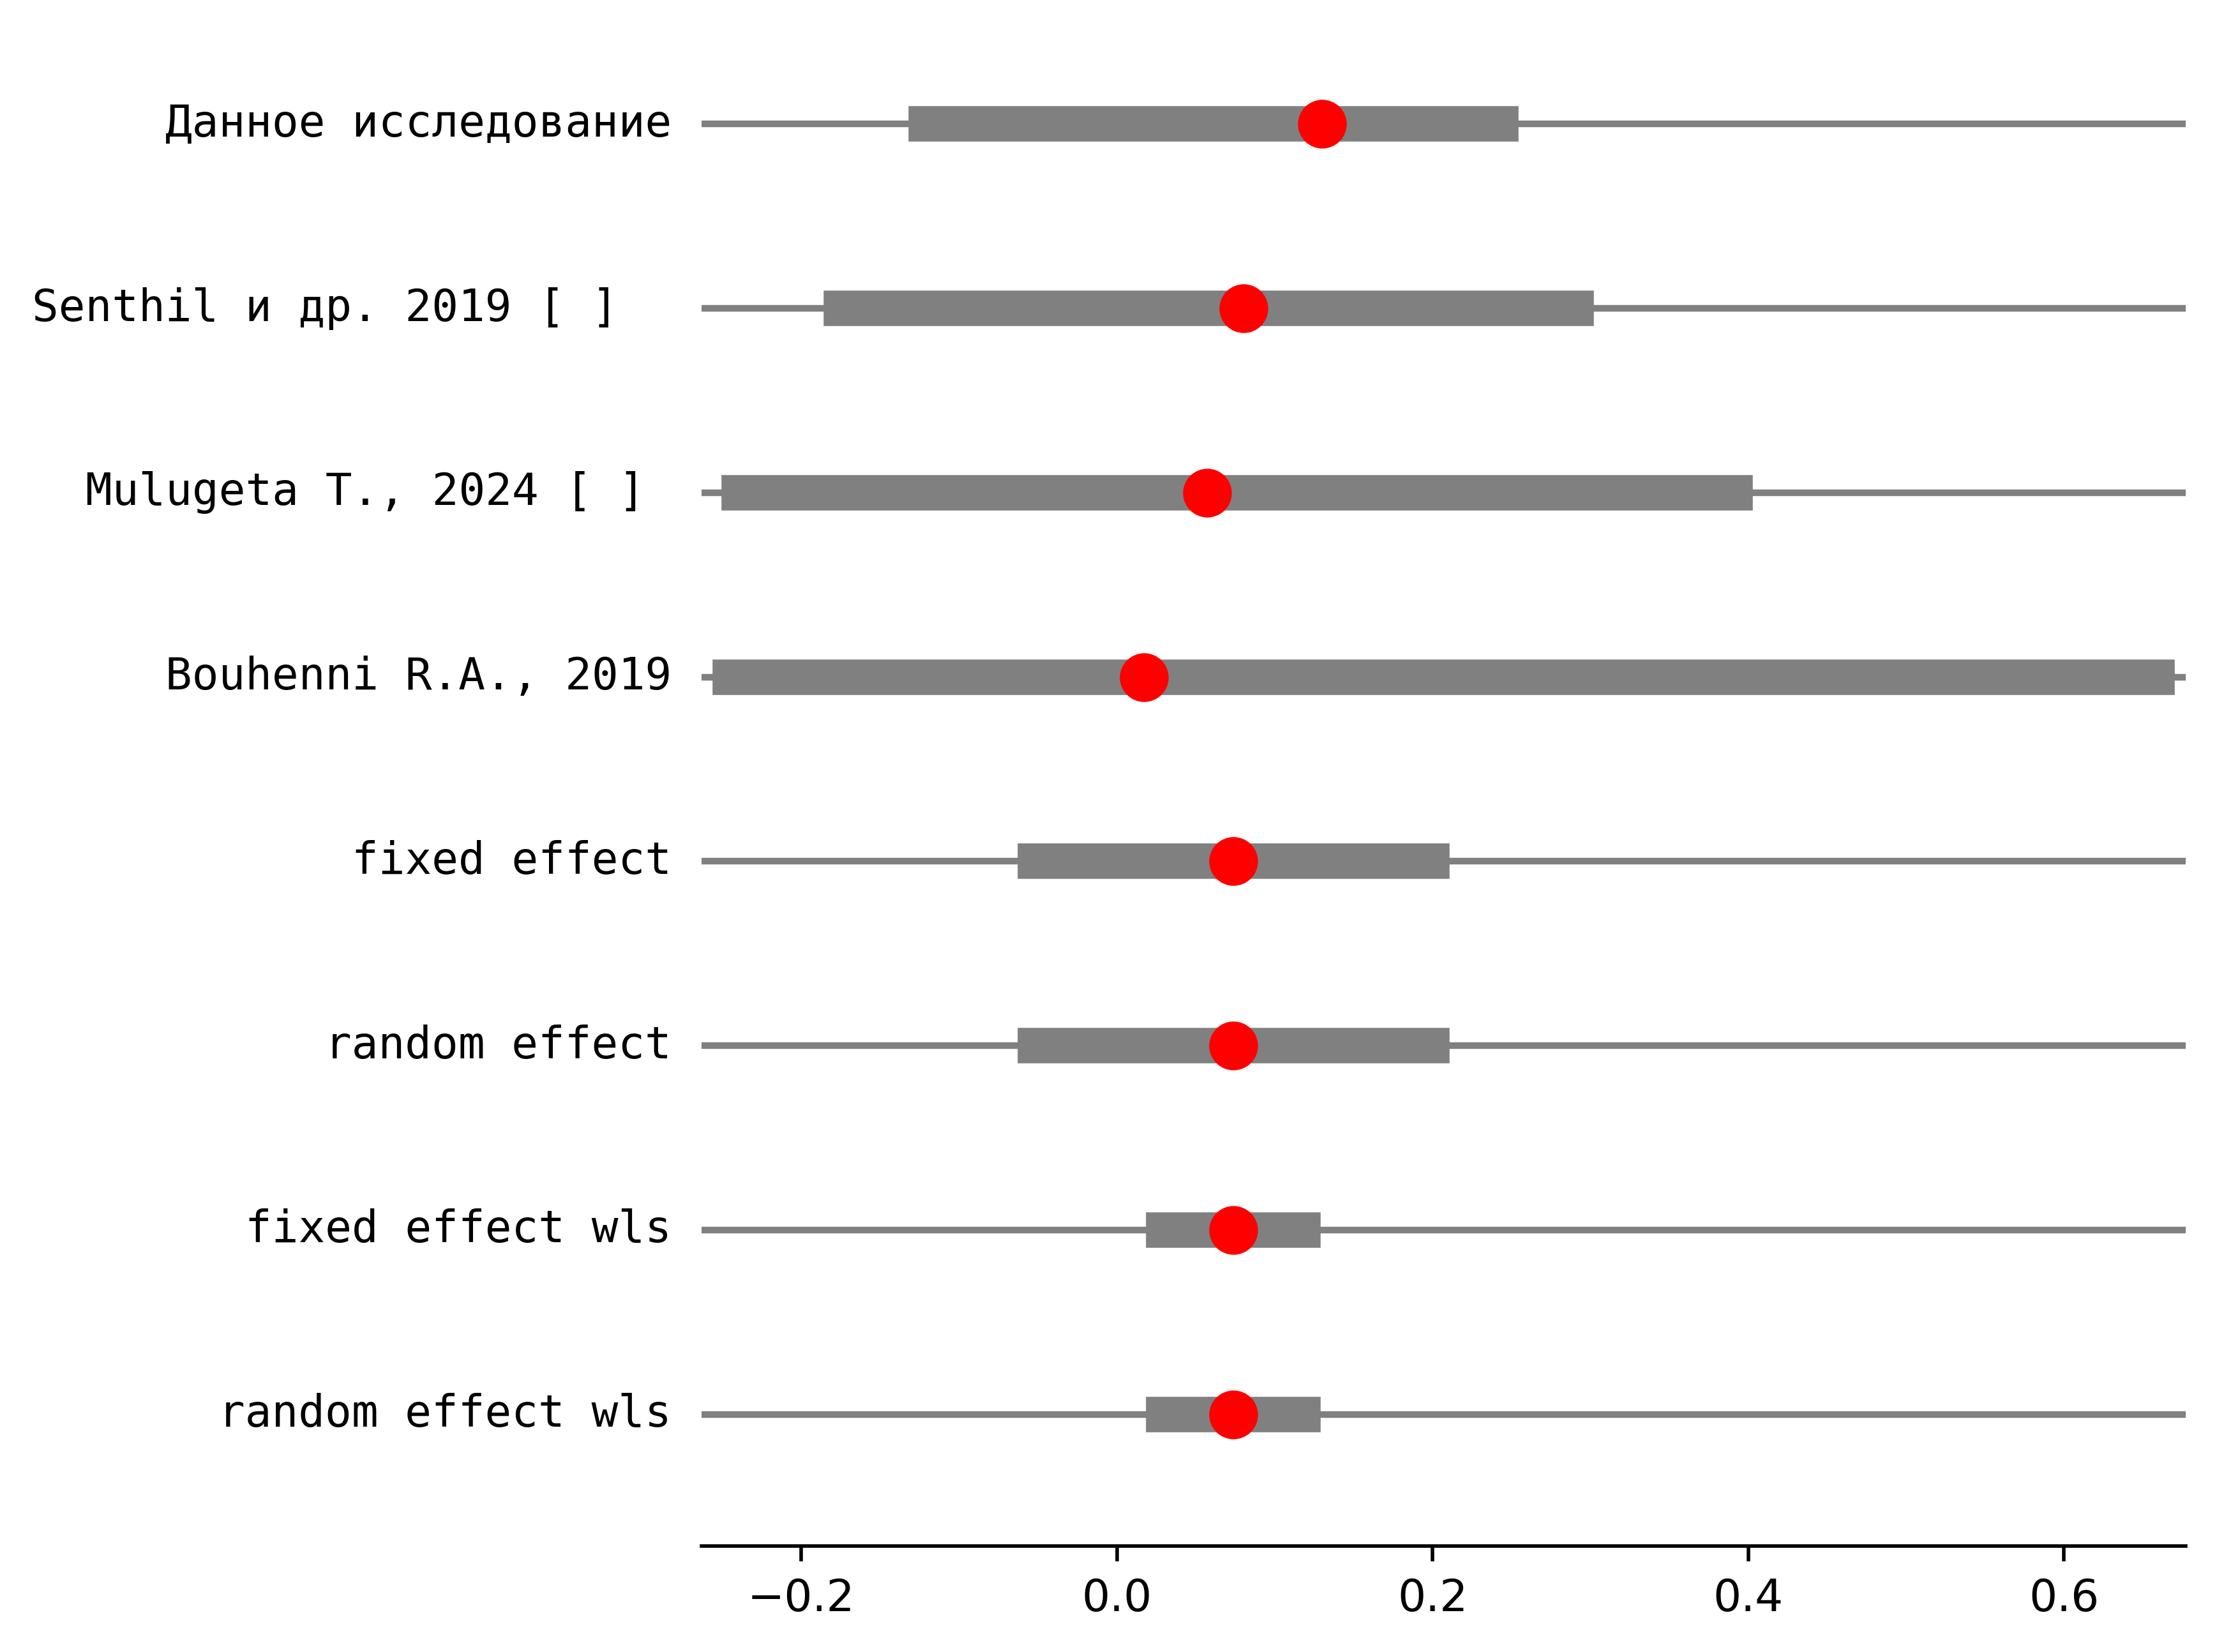 Данное исследование
Senthil и др. 2019 [ ]
Mulugeta T., 2024 [ ]
Bouhenni R.A., 2019
fixed effect
random effect
fixed effect wls
random effect wls
−0.2 0.0 0.2 0.4 0.6